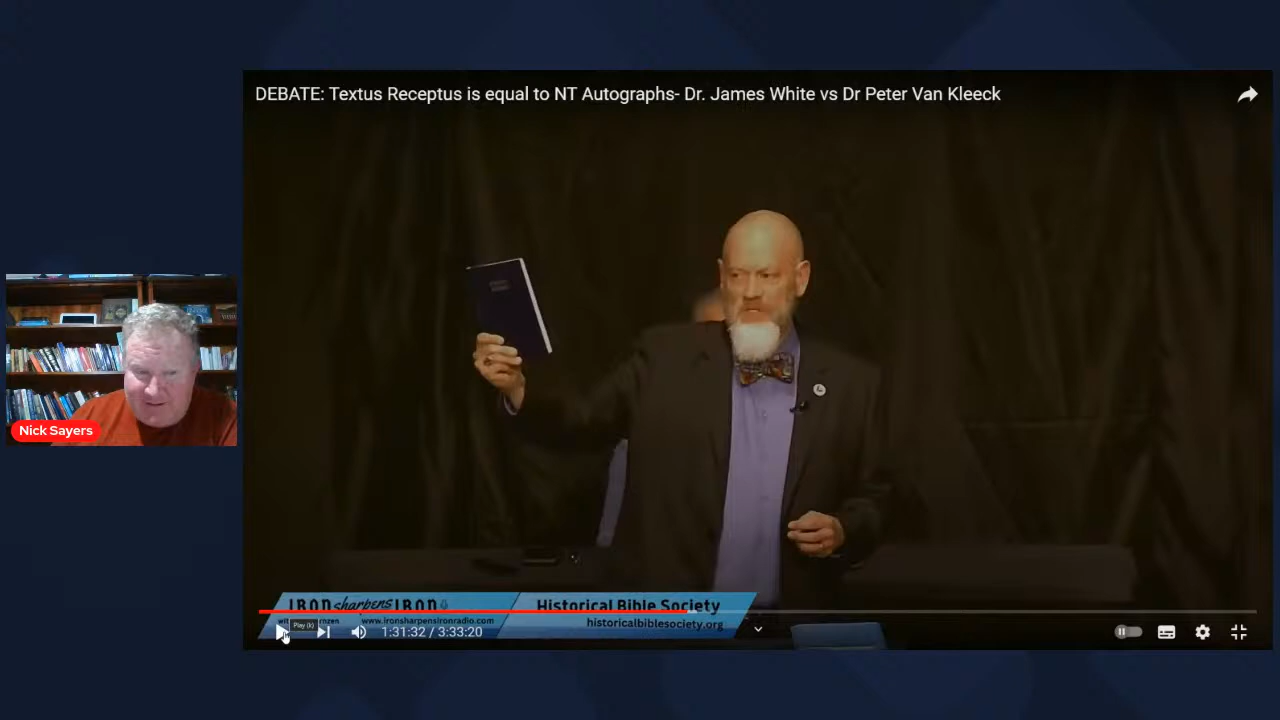 DEBATE: Textus Receptus is equal to NT Autographs- Dr. James White vs Dr Peter Van Kleeck
Nick Sayers
IRON sharpens IRON
Historical Bible Society
www.ironsharpensironradio.com
historicalbiblesociety.org
Play (k)
1:31:32 / 3:33:20